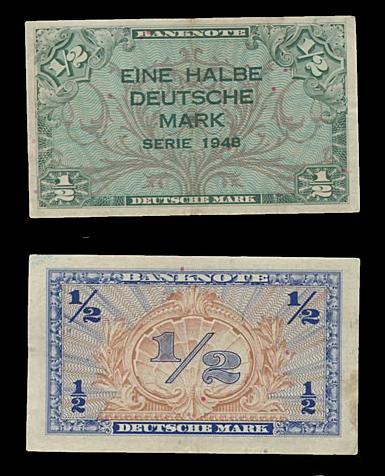 BANKNOTE
1/2 1/2
EINE HALBE
DEUTSCHE
MARK
SERIE 1948
1/2 1/2
DEUTSCHE MARK
BANKNOTE
1/2 1/2
1/2
1/2 1/2
DEUTSCHE MARK